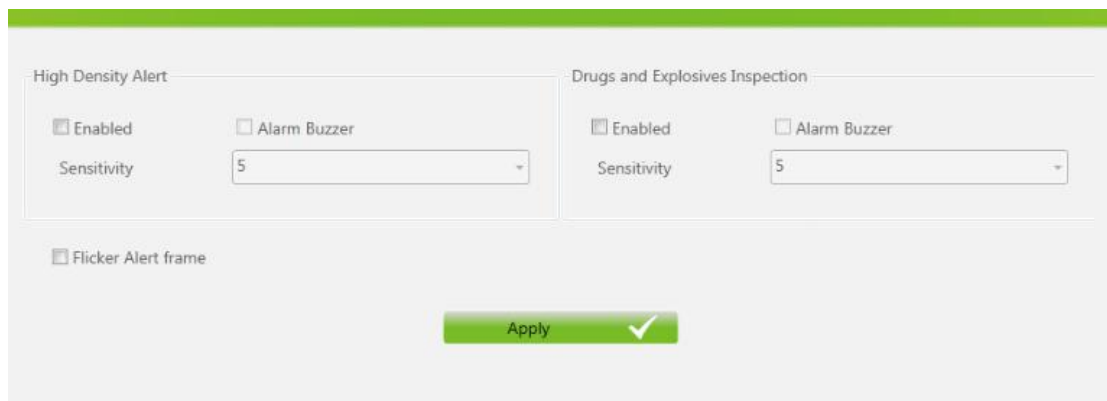 High Density Alert
Enabled
Alarm Buzzer
Sensitivity
5
Drugs and Explosives Inspection
Enabled
Alarm Buzzer
Sensitivity
5
Flicker Alert frame
Apply